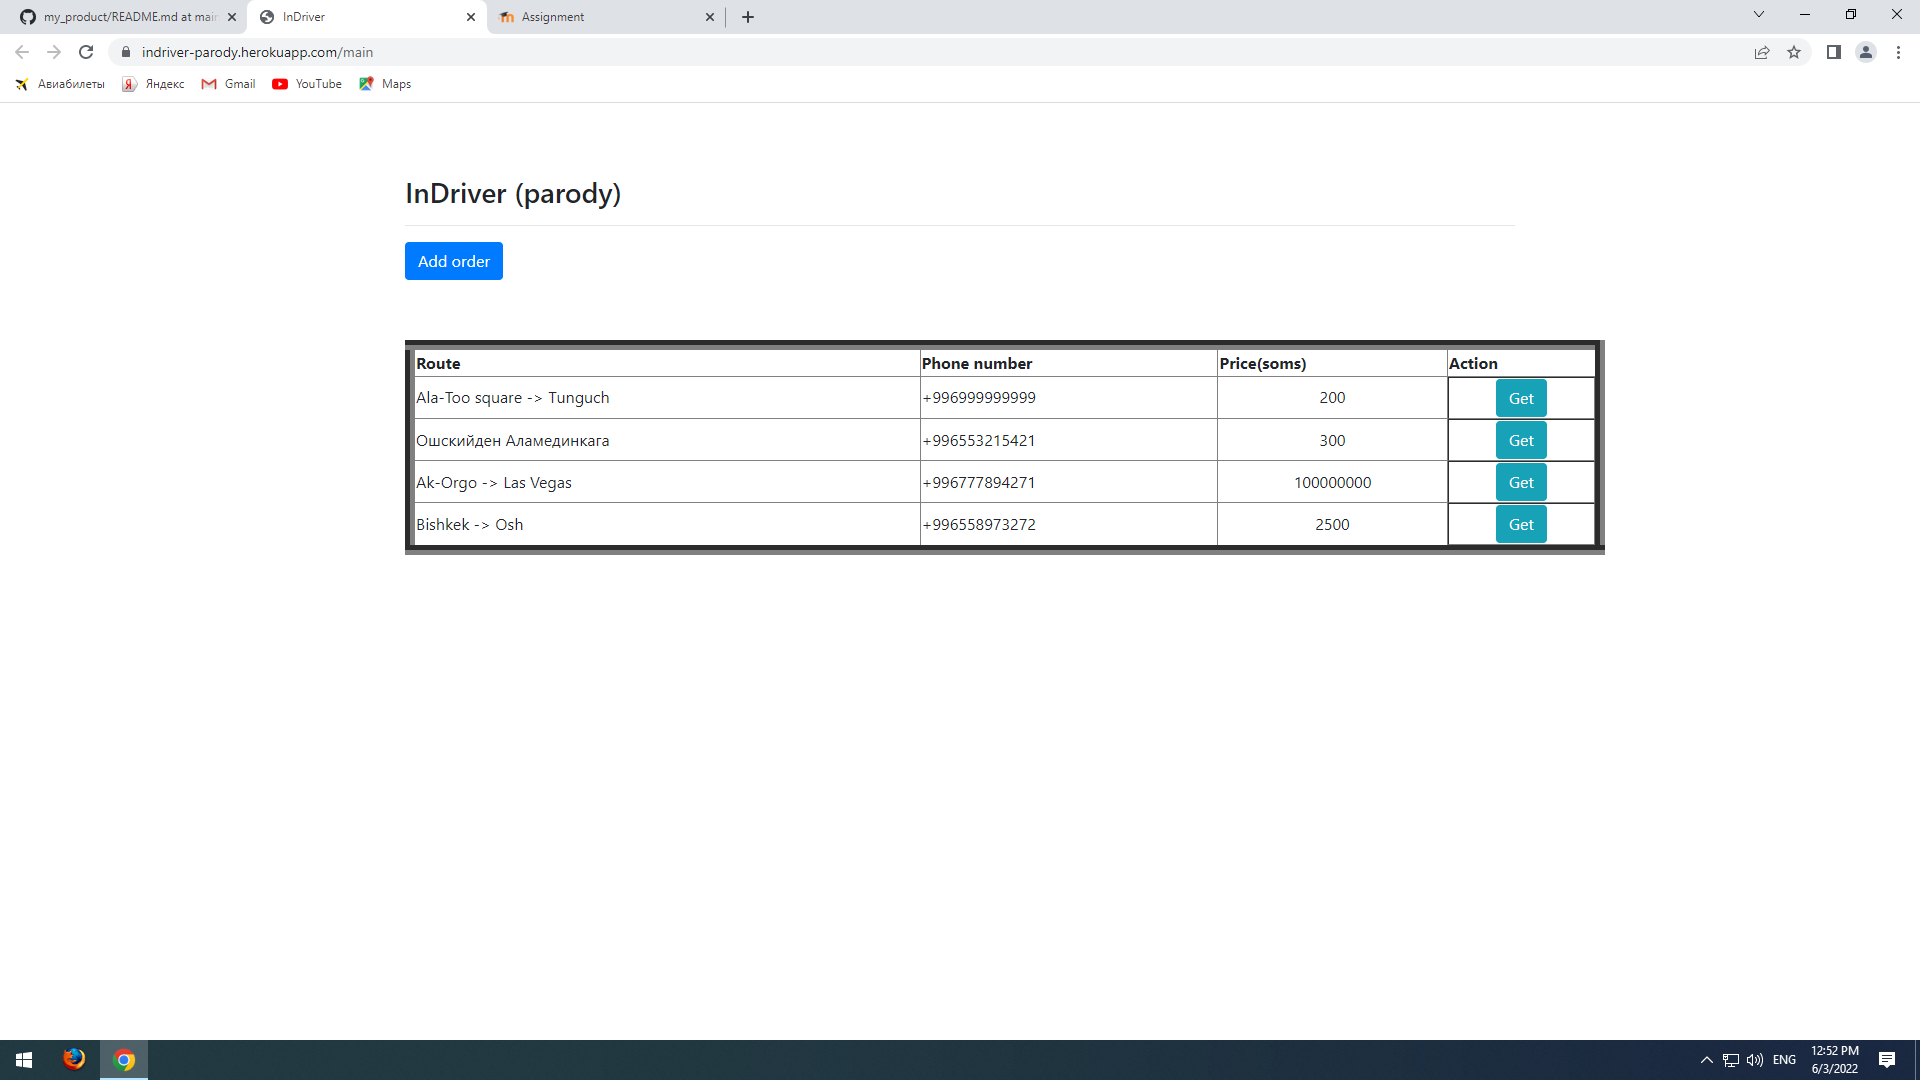 my_product/README.md at mai
InDriver
Assignment
indriver-parody.herokuapp.com/main
Авиабилеты
Яндекс
Gmail
YouTube
Maps
InDriver (parody)
Add order
Route Phone number Price(soms) Action
Ala-Too square -> Tunguch +996999999999 200 Get
Ошскийден Аламединкага +996553215421 300 Get
Ak-Orgo -> Las Vegas +996777894271 100000000 Get
Bishkek -> Osh +996558973272 2500 Get
ENG
12:52 PM
6/3/2022